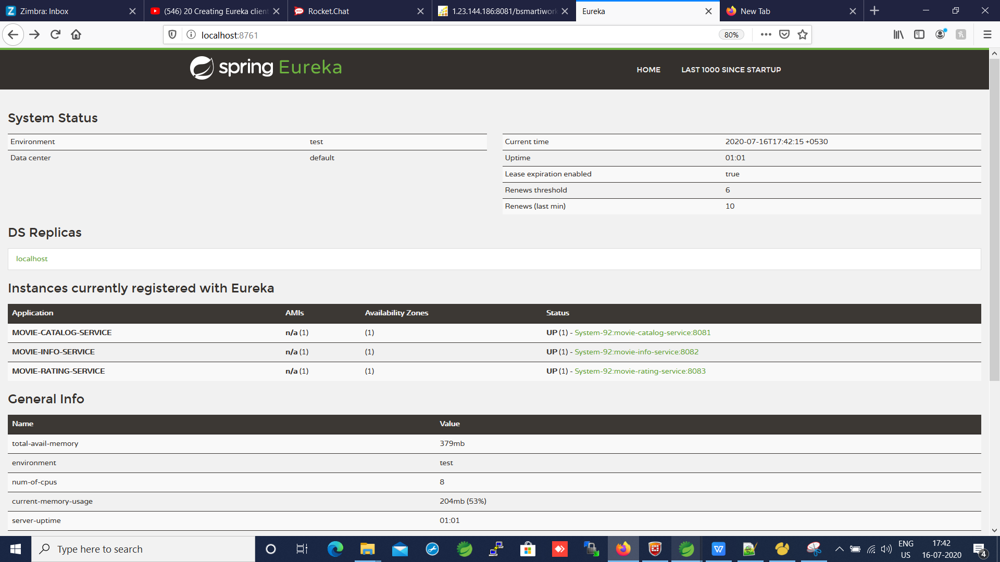 Zimbra: Inbox
(546) 20 Creating Eureka client
Rocket.Chat
1.23.144.186:8081/bsmartiwork
Eureka
New Tab
localhost:8761
80%
spring Eureka
HOME
LAST 1000 SINCE STARTUP
System Status
Environment test
Data center default
Current time 2020-07-16T17:42:15 +0530
Uptime 01:01
Lease expiration enabled true
Renews threshold 6
Renews (last min) 10
DS Replicas
localhost
Instances currently registered with Eureka
Application AMIs Availability Zones Status
MOVIE-CATALOG-SERVICE n/a (1) (1) UP (1) - System-92:movie-catalog-service:8081
MOVIE-INFO-SERVICE n/a (1) (1) UP (1) - System-92:movie-info-service:8082
MOVIE-RATING-SERVICE n/a (1) (1) UP (1) - System-92:movie-rating-service:8083
General Info
Name Value
total-avail-memory 379mb
environment test
num-of-cpus 8
current-memory-usage 204mb (53%)
server-uptime 01:01
Type here to search
ENG
US
17:42
16-07-2020
4